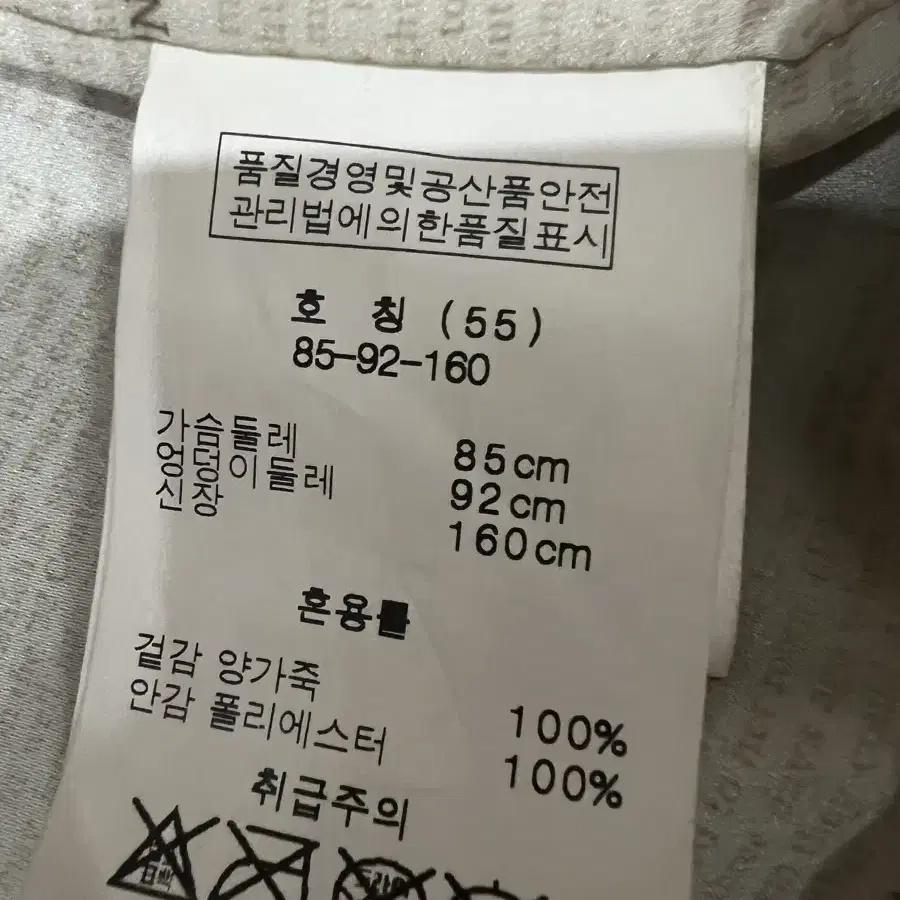 품질경영및공산품안전
관리법에의한품질표시
호 칭 (55)
85-92-160
가슴둘레 85cm
엉덩이둘레 92cm
신장 160cm
혼용률
겉감 양가죽 100%
안감 폴리에스터 100%
취급주의
표백